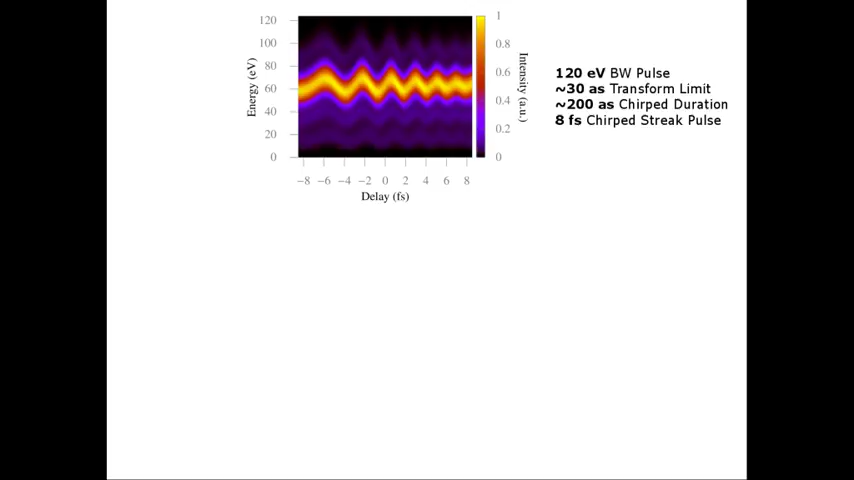 120
100
80
60
40
20
0
Energy (eV)
−8 −6 −4 −2 0 2 4 6 8
Delay (fs)
1
0.8
0.6
0.4
0.2
0
Intensity (a.u.)
120 eV BW Pulse
~30 as Transform Limit
~200 as Chirped Duration
8 fs Chirped Streak Pulse